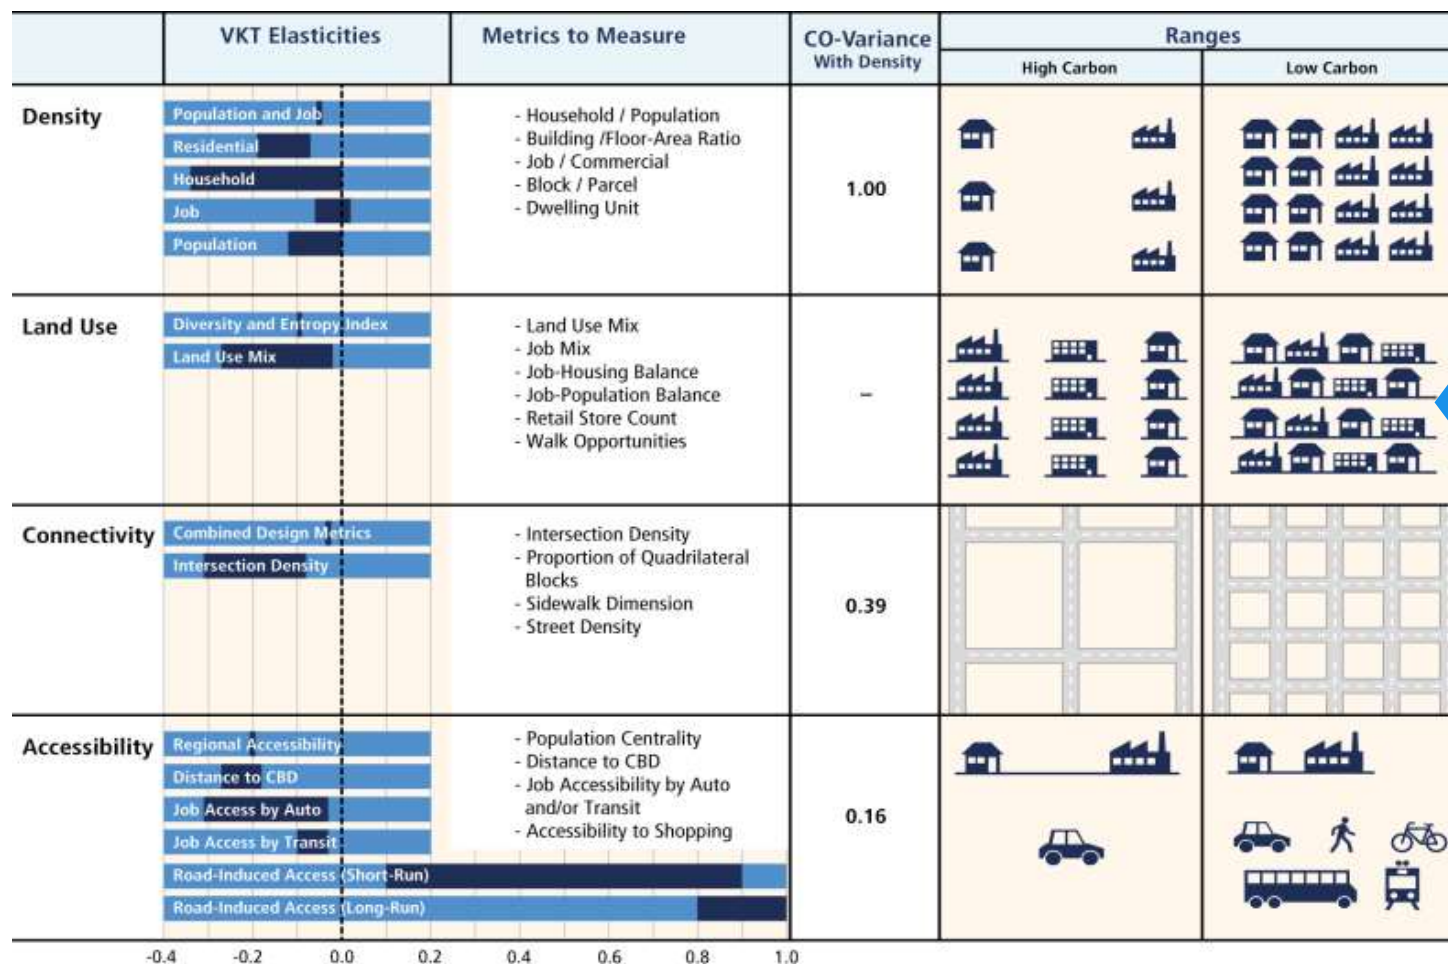 VKT Elasticities
Metrics to Measure
CO-Variance
With Density
Ranges
High Carbon
Low Carbon
Density
Population and Job
Residential
Household
Job
Population
- Household / Population
- Building /Floor-Area Ratio
- Job / Commercial
- Block / Parcel
- Dwelling Unit
1.00
Land Use
Diversity and Entropy Index
Land Use Mix
- Land Use Mix
- Job Mix
- Job-Housing Balance
- Job-Population Balance
- Retail Store Count
- Walk Opportunities
–
Connectivity
Combined Design Metrics
Intersection Density
- Intersection Density
- Proportion of Quadrilateral
Blocks
- Sidewalk Dimension
- Street Density
0.39
Accessibility
Regional Accessibility
Distance to CBD
Job Access by Auto
Job Access by Transit
Road-Induced Access (Short-Run)
Road-Induced Access (Long-Run)
- Population Centrality
- Distance to CBD
- Job Accessibility by Auto
and/or Transit
- Accessibility to Shopping
0.16
-0.4 -0.2 0.0 0.2 0.4 0.6 0.8 1.0